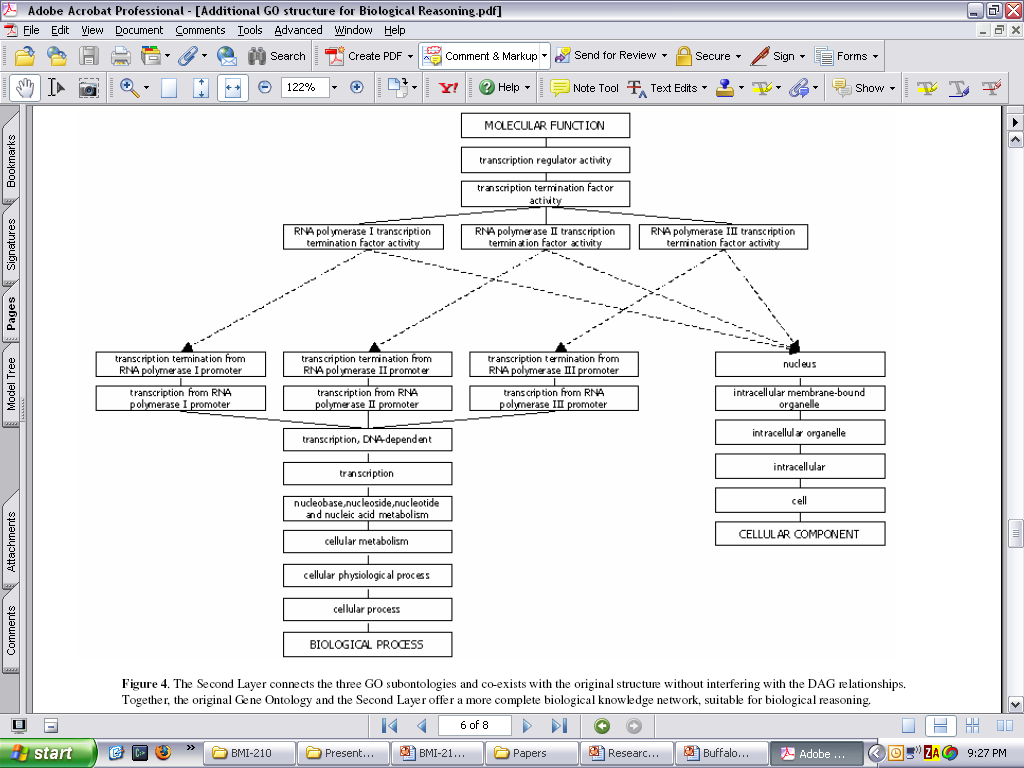 Adobe Acrobat Professional - [Additional GO structure for Biological Reasoning.pdf]
File Edit View Document Comments Tools Advanced Window Help
Search Create PDF Comment & Markup Send for Review Secure Sign Forms
122% Y! Help Note Tool Text Edits Show
Bookmarks
Signatures
Pages
Model Tree
Attachments
Comments
MOLECULAR FUNCTION
transcription regulator activity
transcription termination factor
activity
RNA polymerase I transcription
termination factor activity
RNA polymerase II transcription
termination factor activity
RNA polymerase III transcription
termination factor activity
transcription termination from
RNA polymerase I promoter
transcription termination from
RNA polymerase II promoter
transcription termination from
RNA polymerase III promoter
nucleus
transcription from RNA
polymerase I promoter
transcription from RNA
polymerase II promoter
transcription from RNA
polymerase III promoter
intracellular membrane-bound
organelle
transcription, DNA-dependent
intracellular organelle
transcription
intracellular
nucleobase,nucleoside,nucleotide
and nucleic acid metabolism
cell
cellular metabolism
CELLULAR COMPONENT
cellular physiological process
cellular process
BIOLOGICAL PROCESS
Figure 4. The Second Layer connects the three GO subontologies and co-exists with the original structure without interfering with the DAG relationships.
Together, the original Gene Ontology and the Second Layer offer a more complete biological knowledge network, suitable for biological reasoning.
6 of 8
start BMI-210 Present... BMI-21... Papers Researc... Buffalo... Adobe ... ZA 9:27 PM